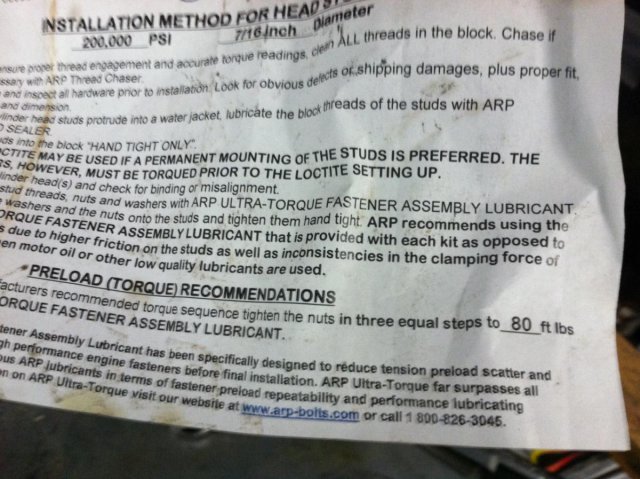 INSTALLATION METHOD FOR HEAD
200,000 PSI 7/16 inch Diameter
ensure proper thread engagement and accurate torque readings, clean ALL threads in the block. Chase if
ssary with ARP Thread Chaser.
and inspect all hardware prior to installation. Look for obvious defects or shipping damages, plus proper fit,
and dimension.
linder head studs protrude into a water jacket, lubricate the block threads of the studs with ARP
D SEALER.
ds into the block "HAND TIGHT ONLY".
CTITE MAY BE USED IF A PERMANENT MOUNTING OF THE STUDS IS PREFERRED. THE
RS, HOWEVER, MUST BE TORQUED PRIOR TO THE LOCTITE SETTING UP.
linder head(s) and check for binding or misalignment.
stud threads, nuts and washers with ARP ULTRA-TORQUE FASTENER ASSEMBLY LUBRICANT.
washers and the nuts onto the studs and tighten them hand tight. ARP recommends using the
ORQUE FASTENER ASSEMBLY LUBRICANT that is provided with each kit as opposed to
s due to higher friction on the studs as well as inconsistencies in the clamping force of
en motor oil or other low quality lubricants are used.
PRELOAD (TORQUE) RECOMMENDATIONS
facturers recommended torque sequence tighten the nuts in three equal steps to 80 ft lbs
ORQUE FASTENER ASSEMBLY LUBRICANT.
tener Assembly Lubricant has been specifically designed to reduce tension preload scatter and
gh performance engine fasteners before final installation. ARP Ultra-Torque far surpasses all
ous ARP lubricants in terms of fastener preload repeatability and performance lubricating
n on ARP Ultra-Torque visit our website at www.arp-bolts.com or call 1 800-826-3045.